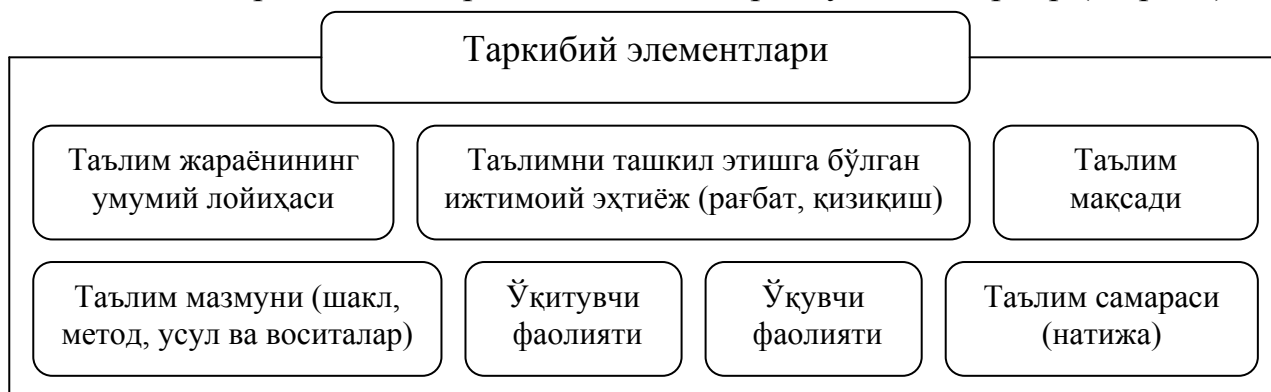 Таркибий элементлари
Таълим жараёнининг
умумий лойиҳаси
Таълимни ташкил этишга бўлган
ижтимоий эҳтиёж (рағбат, қизиқиш)
Таълим
мақсади
Таълим мазмуни (шакл,
метод, усул ва воситалар)
Ўқитувчи
фаолияти
Ўқувчи
фаолияти
Таълим самараси
(натижа)